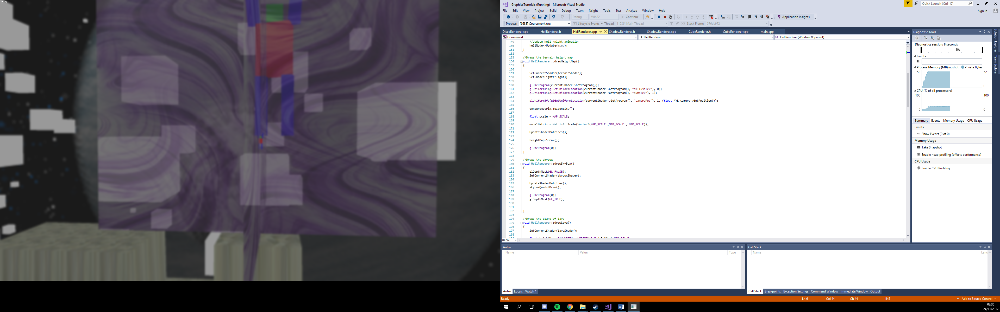 2 9 9
GraphicsTutorials (Running) - Microsoft Visual Studio
Quick Launch (Ctrl+Q)
File Edit View Project Build Debug Team Nsight Tools Test Analyze Window Help
Sign in
Debug Win32 Continue Application Insights
Process: [6688] Coursework.exe Lifecycle Events Thread: [1036] Main Thread Stack Frame: 576dc972
DiscoRenderer.cpp HellRenderer.h HellRenderer.cpp ShadowRenderer.h ShadowRenderer.cpp CubeRenderer.h CubeRenderer.cpp main.cpp
Coursework HellRenderer HellRenderer(Window & parent)
149 //Update hell knight animation
150 hellNode->Update(msec);
151 }
152
153 //Draws the terrain height map
154 void HellRenderer::drawHeightMap()
155 {
156
157 SetCurrentShader(terrainShader);
158 SetShaderLight(*light);
159
160 glUseProgram(currentShader->GetProgram());
161 glUniform1i(glGetUniformLocation(currentShader->GetProgram(), "diffuseTex"), 0);
162 glUniform1i(glGetUniformLocation(currentShader->GetProgram(), "bumpTex"), 1);
163
164 glUniform3fv(glGetUniformLocation(currentShader->GetProgram(), "cameraPos"), 1, (float *)& camera->GetPosition());
165
166 textureMatrix.ToIdentity();
167
168 float scale = MAP_SCALE;
169
170 modelMatrix = Matrix4::Scale(Vector3(MAP_SCALE ,MAP_SCALE , MAP_SCALE));
171
172 UpdateShaderMatrices();
173
174 heightMap->Draw();
175
176 glUseProgram(0);
177 }
178
179 //Draws the skybox
180 void HellRenderer::drawSkyBox()
181 {
182 glDepthMask(GL_FALSE);
183 SetCurrentShader(skyboxShader);
184
185 UpdateShaderMatrices();
186 skyboxQuad->Draw();
187
188 glUseProgram(0);
189 glDepthMask(GL_TRUE);
190
191
192 }
193
194 //Draws the plane of lava
195 void HellRenderer::drawLava()
196 {
197 SetCurrentShader(lavaShader);
198
89 %
Diagnostic Tools
Diagnostics session: 8 seconds
10s
Events
Process Memory (MB) Private Bytes
52 52
0 0
CPU (% of all processors)
100 100
0 0
Summary Events Memory Usage CPU Usage
Events
Show Events (0 of 0)
Memory Usage
Take Snapshot
Enable heap profiling (affects performance)
CPU Usage
Enable CPU Profiling
Solution Explorer
Team Explorer
Autos
Name Value Type
Autos Locals Watch 1
Call Stack
Name Lang
Call Stack Breakpoints Exception Settings Command Window Immediate Window Output
Ready Ln 6 Col 44 Ch 44 INS Add to Source Control
03:35
24/11/2017